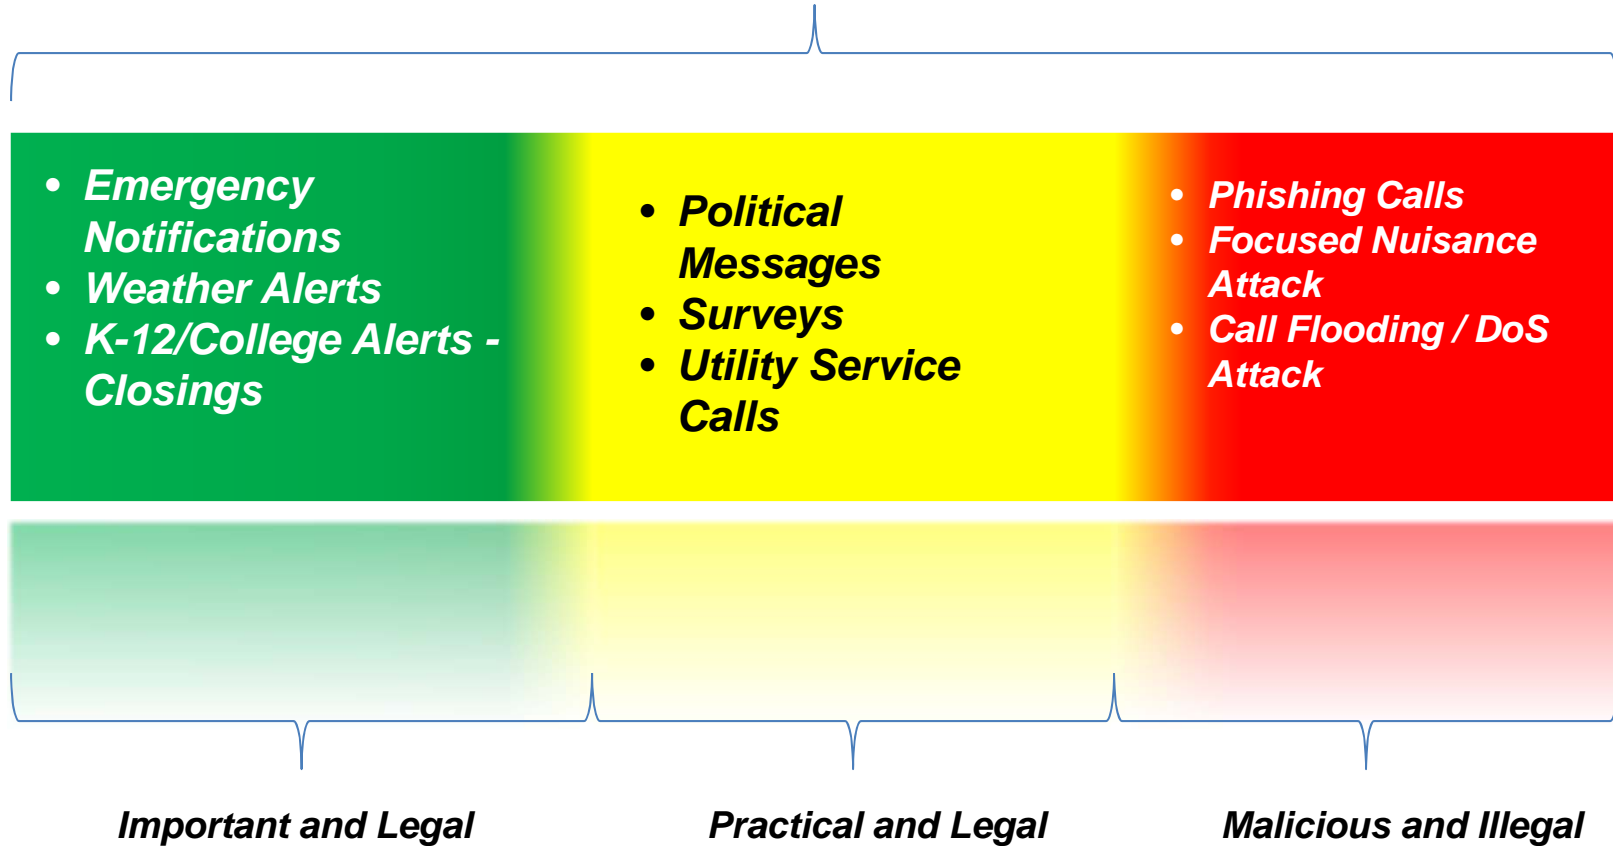 • Emergency
Notifications
• Weather Alerts
• K-12/College Alerts -
Closings
• Political
Messages
• Surveys
• Utility Service
Calls
• Phishing Calls
• Focused Nuisance
Attack
• Call Flooding / DoS
Attack
Important and Legal
Practical and Legal
Malicious and Illegal